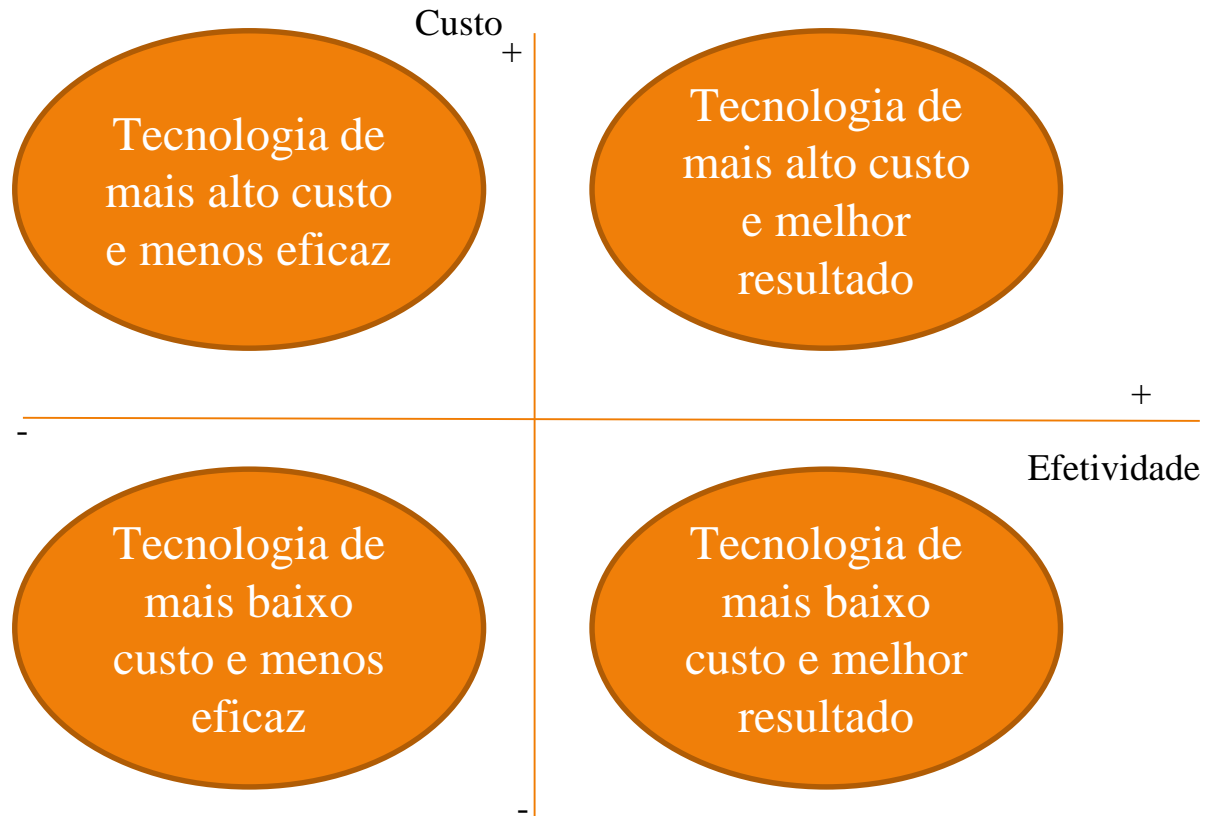 Custo
+
Tecnologia de
mais alto custo
e menos eficaz
Tecnologia de
mais alto custo
e melhor
resultado
+
-
Efetividade
Tecnologia de
mais baixo
custo e menos
eficaz
Tecnologia de
mais baixo
custo e melhor
resultado
-